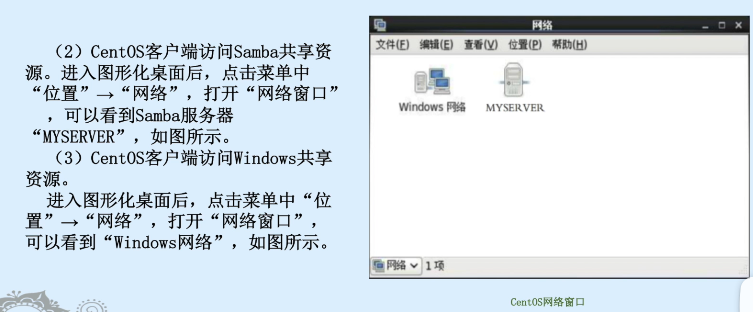 （2）CentOS客户端访问Samba共享资
源。进入图形化桌面后，点击菜单中
“位置”→“网络”，打开“网络窗口”
，可以看到Samba服务器
“MYSERVER”，如图所示。
（3）CentOS客户端访问Windows共享
资源。
进入图形化桌面后，点击菜单中“位
置”→“网络”，打开“网络窗口”，
可以看到“Windows网络”，如图所示。
网络
文件(F) 编辑(E) 查看(V) 位置(P) 帮助(H)
Windows 网络 MYSERVER
网络 1 项
CentOS网络窗口